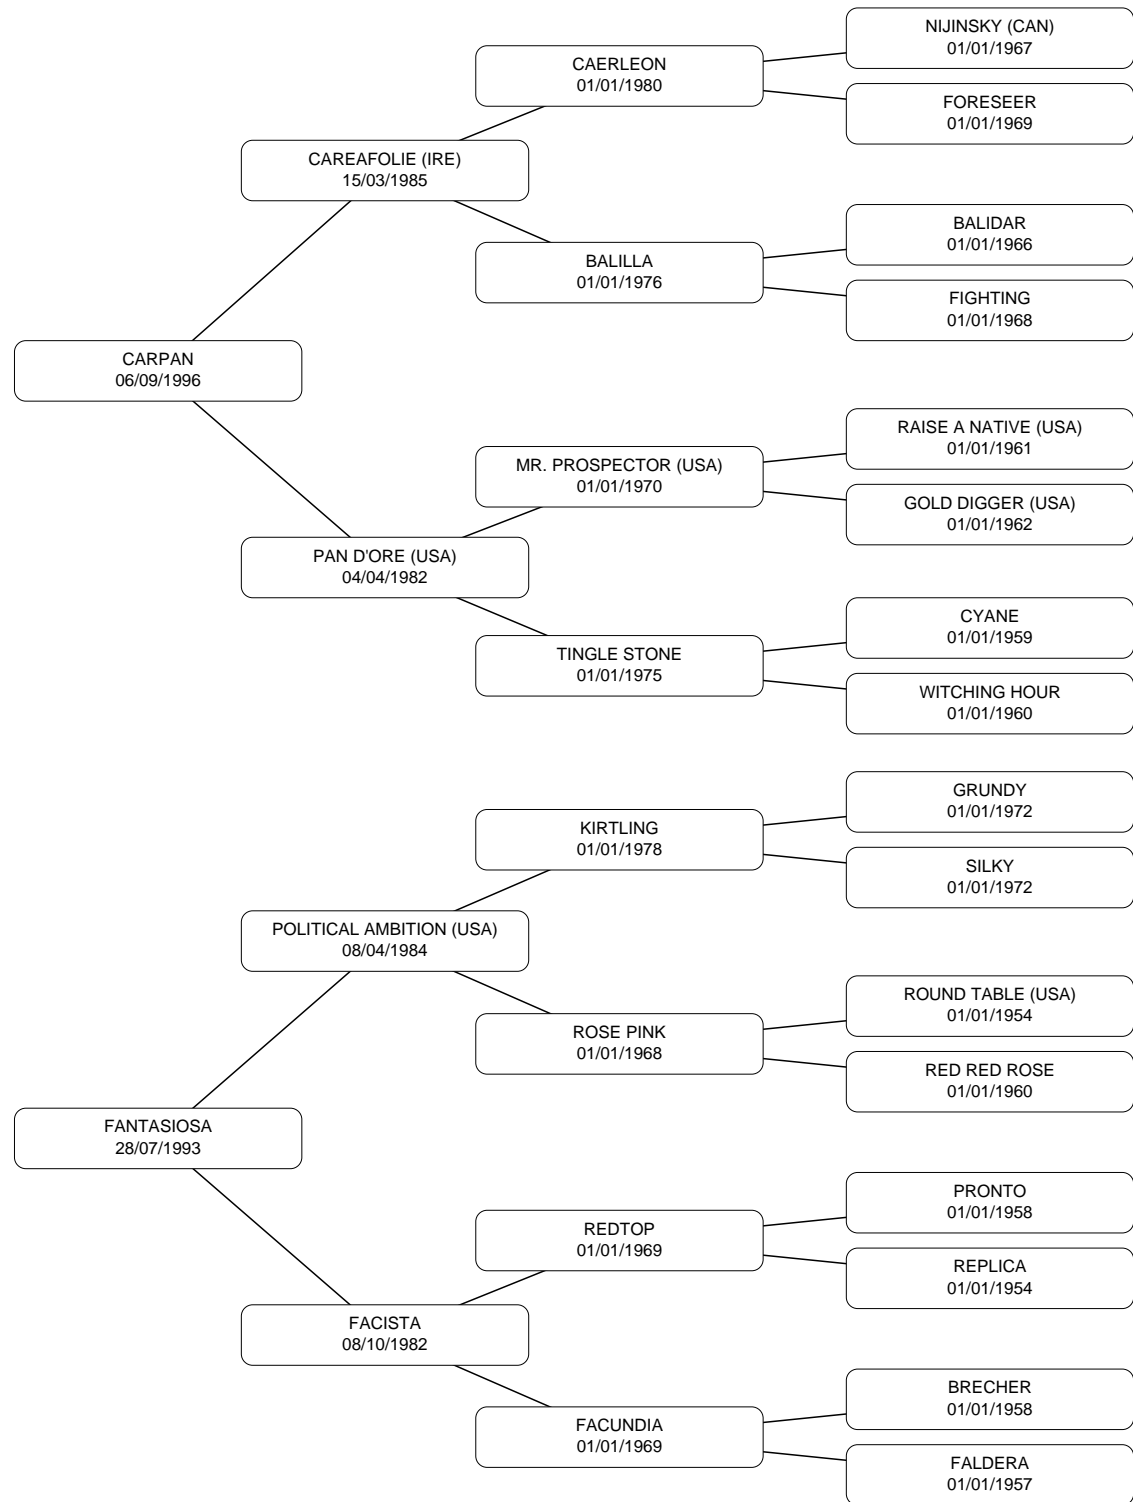 NIJINSKY (CAN)
01/01/1967
CAERLEON
01/01/1980
FORESEER
01/01/1969
CAREAFOLIE (IRE)
15/03/1985
BALIDAR
01/01/1966
BALILLA
01/01/1976
FIGHTING
01/01/1968
CARPAN
06/09/1996
RAISE A NATIVE (USA)
01/01/1961
MR. PROSPECTOR (USA)
01/01/1970
GOLD DIGGER (USA)
01/01/1962
PAN D'ORE (USA)
04/04/1982
CYANE
01/01/1959
TINGLE STONE
01/01/1975
WITCHING HOUR
01/01/1960
GRUNDY
01/01/1972
KIRTLING
01/01/1978
SILKY
01/01/1972
POLITICAL AMBITION (USA)
08/04/1984
ROUND TABLE (USA)
01/01/1954
ROSE PINK
01/01/1968
RED RED ROSE
01/01/1960
FANTASIOSA
28/07/1993
PRONTO
01/01/1958
REDTOP
01/01/1969
REPLICA
01/01/1954
FACISTA
08/10/1982
BRECHER
01/01/1958
FACUNDIA
01/01/1969
FALDERA
01/01/1957